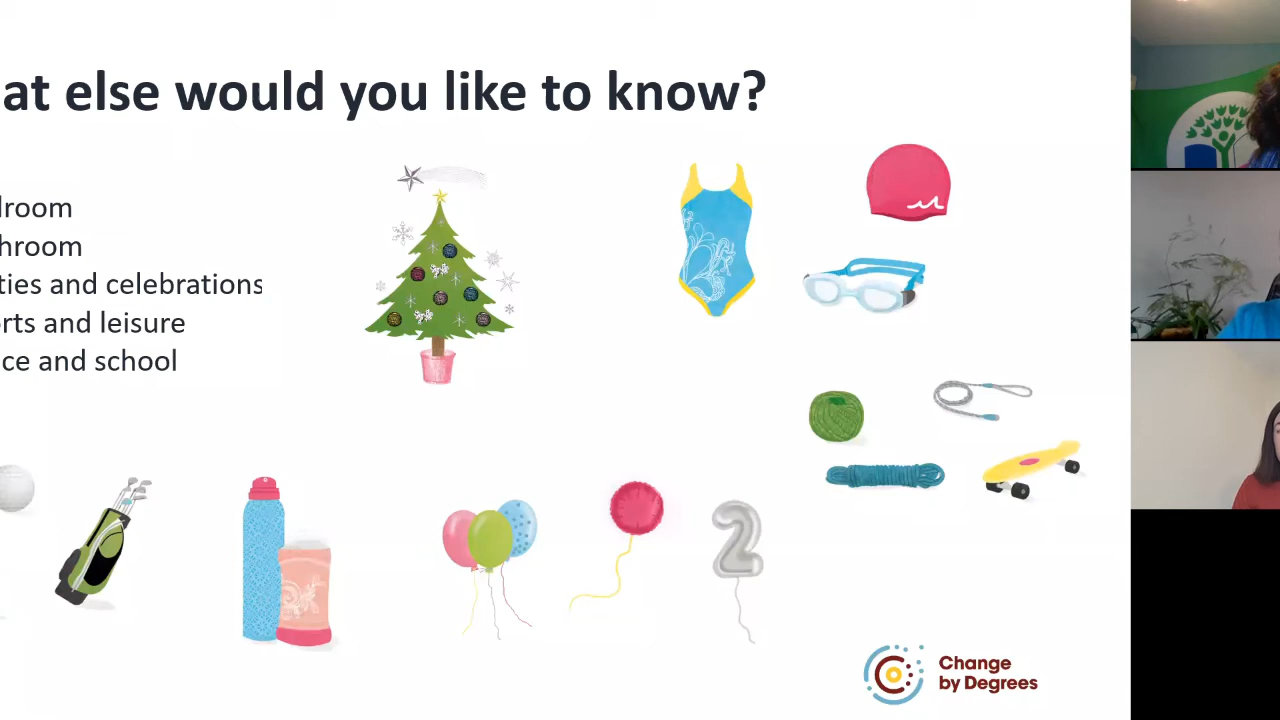 at else would you like to know?
room
hroom
ties and celebrations
rts and leisure
ce and school
2
Change
by Degrees